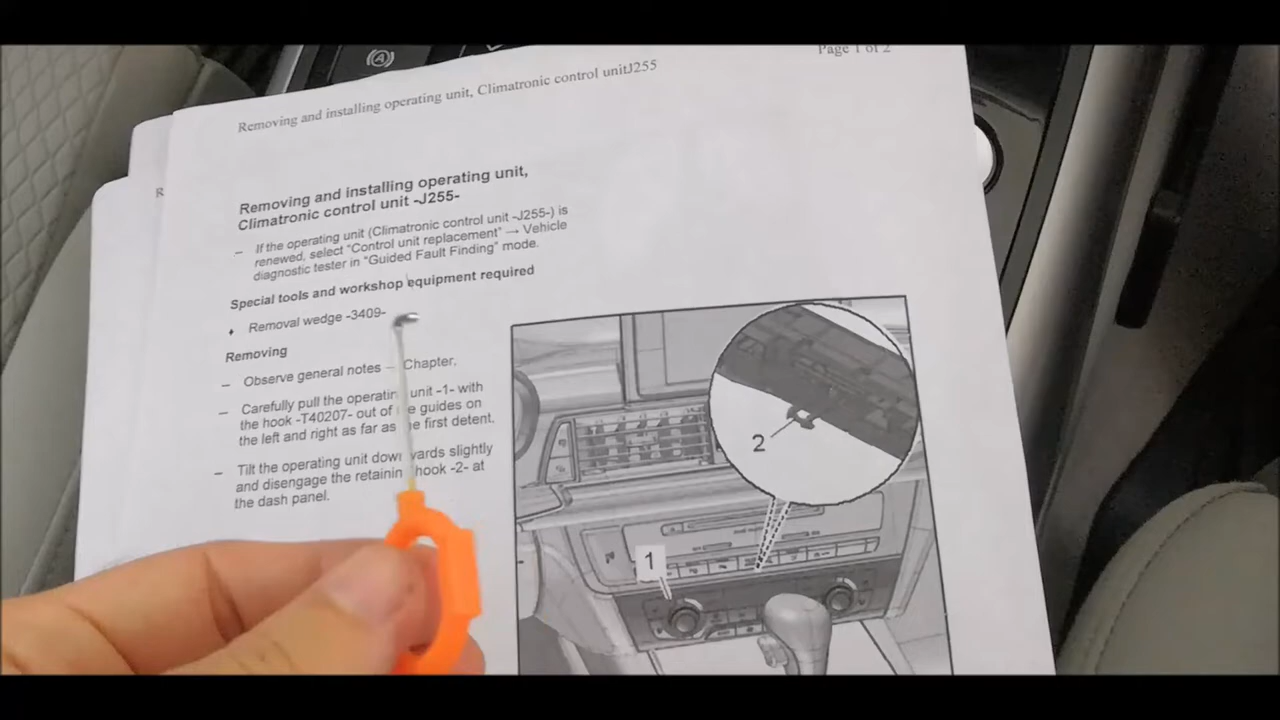 Page 1 of 2
Removing and installing operating unit, Climatronic control unitJ255
R
Removing and installing operating unit,
Climatronic control unit -J255-
– If the operating unit (Climatronic control unit -J255-) is
renewed, select "Control unit replacement" → Vehicle
diagnostic tester in "Guided Fault Finding" mode.
Special tools and workshop equipment required
♦ Removal wedge -3409-
Removing
– Observe general notes – Chapter.
– Carefully pull the operating unit -1- with
the hook -T40207- out of the guides on
the left and right as far as the first detent.
– Tilt the operating unit downwards slightly
and disengage the retaining hook -2- at
the dash panel.
2
1